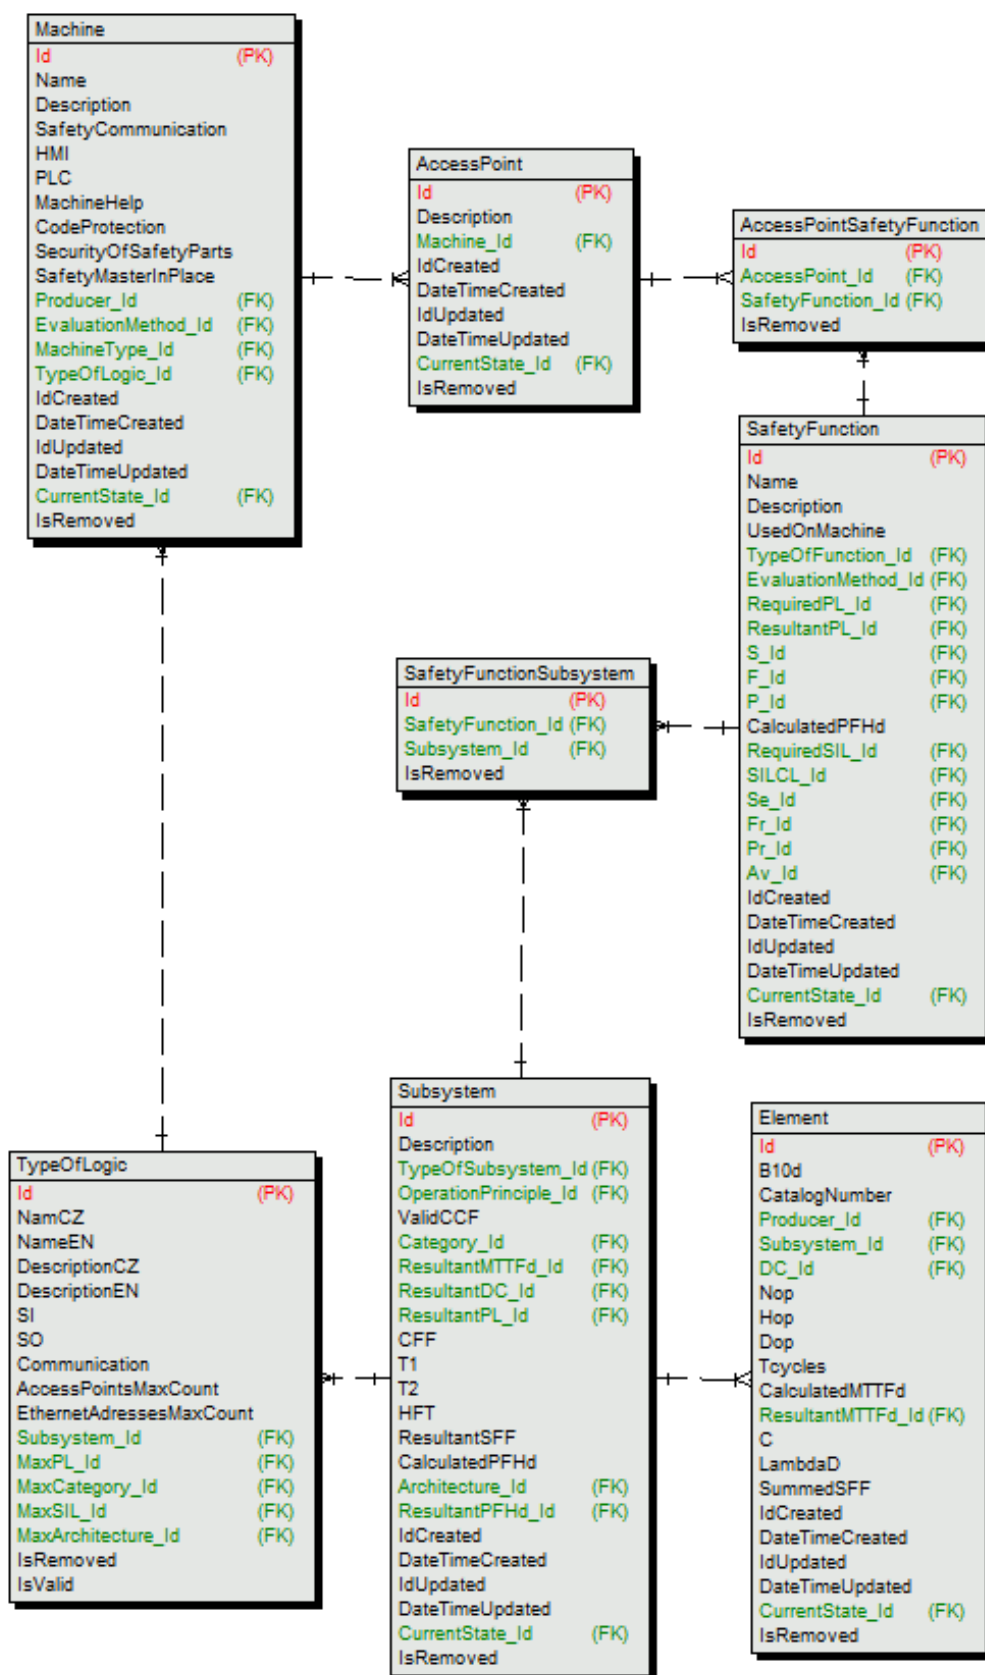 Machine
Id (PK)
Name
Description
SafetyCommunication
HMI
PLC
MachineHelp
CodeProtection
SecurityOfSafetyParts
SafetyMasterInPlace
Producer_Id (FK)
EvaluationMethod_Id (FK)
MachineType_Id (FK)
TypeOfLogic_Id (FK)
IdCreated
DateTimeCreated
IdUpdated
DateTimeUpdated
CurrentState_Id (FK)
IsRemoved
AccessPoint
Id (PK)
Description
Machine_Id (FK)
IdCreated
DateTimeCreated
IdUpdated
DateTimeUpdated
CurrentState_Id (FK)
IsRemoved
AccessPointSafetyFunction
Id (PK)
AccessPoint_Id (FK)
SafetyFunction_Id (FK)
IsRemoved
SafetyFunction
Id (PK)
Name
Description
UsedOnMachine
TypeOfFunction_Id (FK)
EvaluationMethod_Id (FK)
RequiredPL_Id (FK)
ResultantPL_Id (FK)
S_Id (FK)
F_Id (FK)
P_Id (FK)
CalculatedPFHd
RequiredSIL_Id (FK)
SILCL_Id (FK)
Se_Id (FK)
Fr_Id (FK)
Pr_Id (FK)
Av_Id (FK)
IdCreated
DateTimeCreated
IdUpdated
DateTimeUpdated
CurrentState_Id (FK)
IsRemoved
SafetyFunctionSubsystem
Id (PK)
SafetyFunction_Id (FK)
Subsystem_Id (FK)
IsRemoved
TypeOfLogic
Id (PK)
NamCZ
NameEN
DescriptionCZ
DescriptionEN
SI
SO
Communication
AccessPointsMaxCount
EthernetAdressesMaxCount
Subsystem_Id (FK)
MaxPL_Id (FK)
MaxCategory_Id (FK)
MaxSIL_Id (FK)
MaxArchitecture_Id (FK)
IsRemoved
IsValid
Subsystem
Id (PK)
Description
TypeOfSubsystem_Id (FK)
OperationPrinciple_Id (FK)
ValidCCF
Category_Id (FK)
ResultantMTTFd_Id (FK)
ResultantDC_Id (FK)
ResultantPL_Id (FK)
CFF
T1
T2
HFT
ResultantSFF
CalculatedPFHd
Architecture_Id (FK)
ResultantPFHd_Id (FK)
IdCreated
DateTimeCreated
IdUpdated
DateTimeUpdated
CurrentState_Id (FK)
IsRemoved
Element
Id (PK)
B10d
CatalogNumber
Producer_Id (FK)
Subsystem_Id (FK)
DC_Id (FK)
Nop
Hop
Dop
Tcycles
CalculatedMTTFd
ResultantMTTFd_Id (FK)
C
LambdaD
SummedSFF
IdCreated
DateTimeCreated
IdUpdated
DateTimeUpdated
CurrentState_Id (FK)
IsRemoved